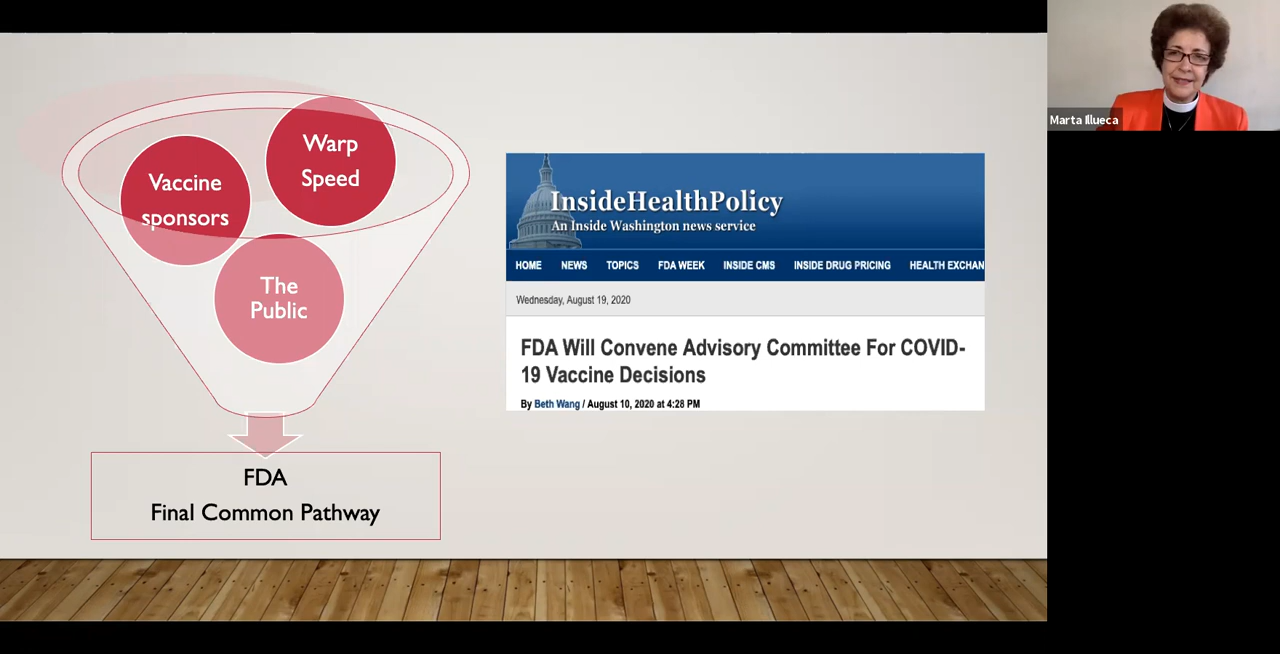 Warp
Speed
Vaccine
sponsors
The
Public
FDA
Final Common Pathway
InsideHealthPolicy
An Inside Washington news service
HOME NEWS TOPICS FDA WEEK INSIDE CMS INSIDE DRUG PRICING HEALTH EXCHAN
Wednesday, August 19, 2020
FDA Will Convene Advisory Committee For COVID-
19 Vaccine Decisions
By Beth Wang / August 10, 2020 at 4:28 PM
Marta Illueca